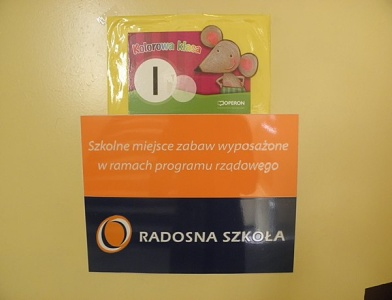 Kolorowa klasa
I
OPERON
Szkolne miejsce zabaw wyposażone
w ramach programu rządowego
RADOSNA SZKOŁA